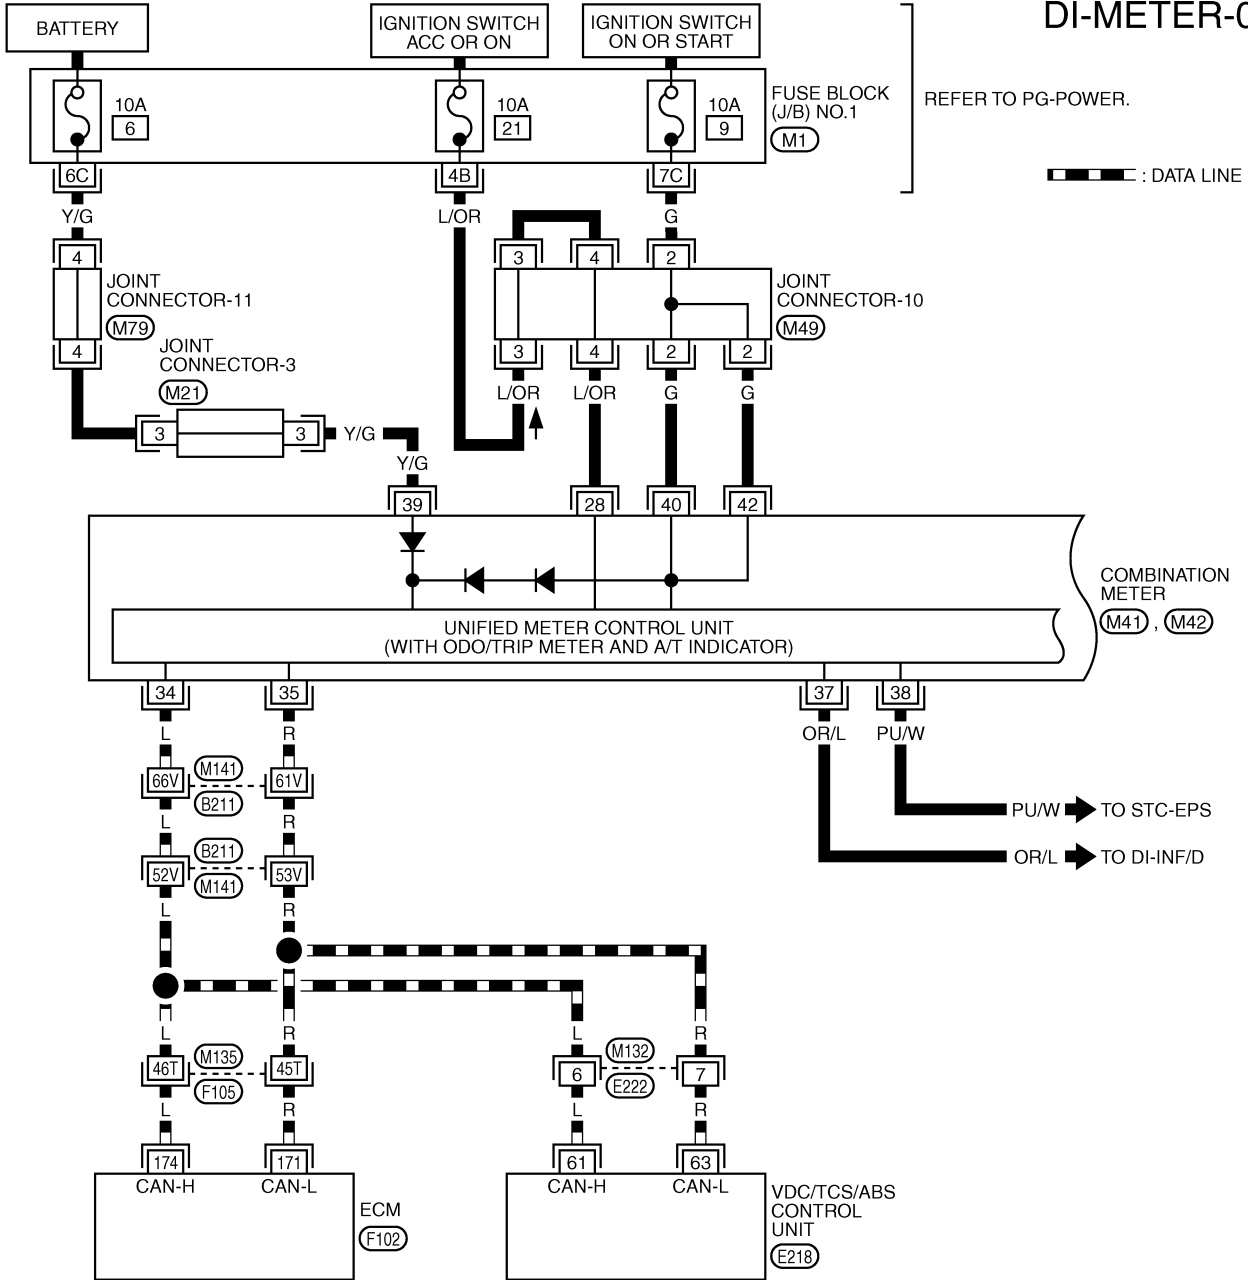 DI-METER-0
BATTERY
IGNITION SWITCH
ACC OR ON
IGNITION SWITCH
ON OR START
10A
6
10A
21
10A
9
FUSE BLOCK
(J/B) NO.1
M1
REFER TO PG-POWER.
: DATA LINE
6C
4B
7C
Y/G
L/OR
G
4
3
4
2
JOINT
CONNECTOR-11
M79
JOINT
CONNECTOR-10
M49
4
3
4
2
2
JOINT
CONNECTOR-3
M21
L/OR
L/OR
G
G
3
3
Y/G
Y/G
39
28
40
42
COMBINATION
METER
M41 , M42
UNIFIED METER CONTROL UNIT
(WITH ODO/TRIP METER AND A/T INDICATOR)
34
35
37
38
L
R
OR/L
PU/W
66V
M141
B211
61V
PU/W
TO STC-EPS
L
R
OR/L
TO DI-INF/D
52V
B211
M141
53V
L
R
L
R
L
R
46T
M135
F105
45T
6
M132
E222
7
L
R
L
R
174
171
61
63
CAN-H
CAN-L
CAN-H
CAN-L
ECM
F102
VDC/TCS/ABS
CONTROL
UNIT
E218